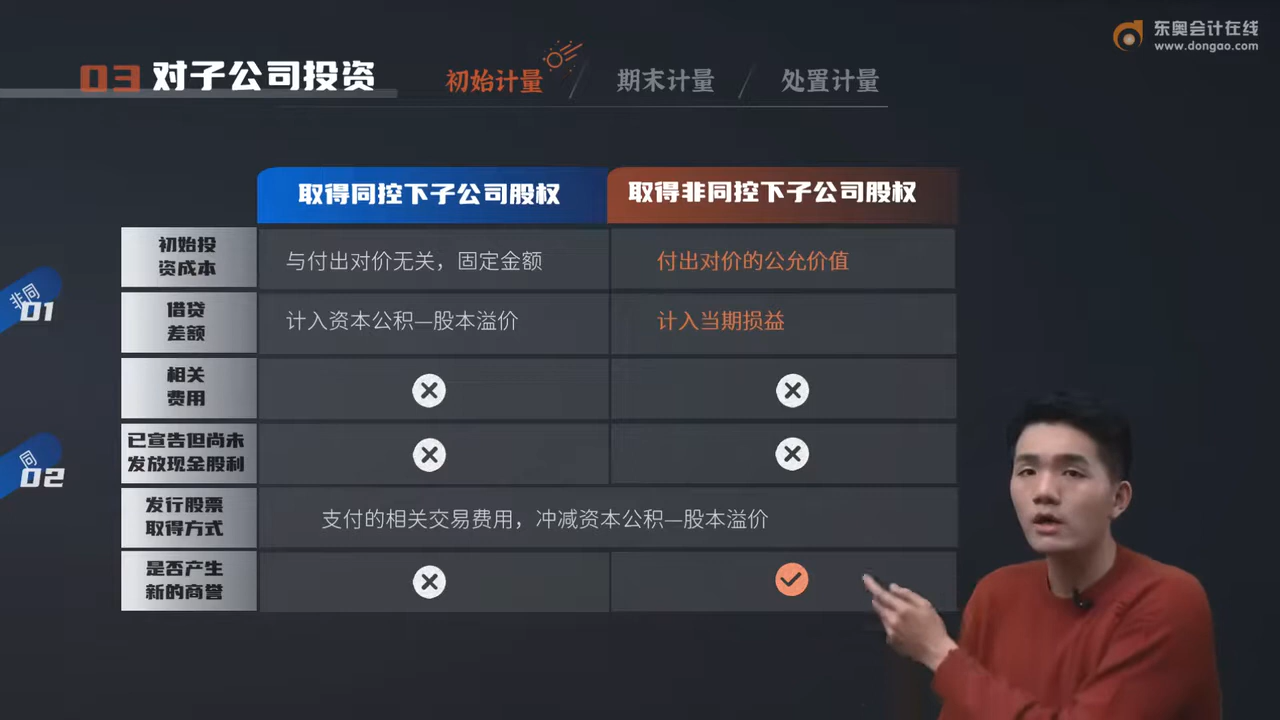 东奥会计在线
www.dongao.com
03 对子公司投资
初始计量 / 期末计量 / 处置计量
取得同控下子公司股权
取得非同控下子公司股权
初始投
资成本
与付出对价无关，固定金额
付出对价的公允价值
非同
01
借贷
差额
计入资本公积—股本溢价
计入当期损益
相关
费用
已宣告但尚未
发放现金股利
同
02
发行股票
取得方式
支付的相关交易费用，冲减资本公积—股本溢价
是否产生
新的商誉